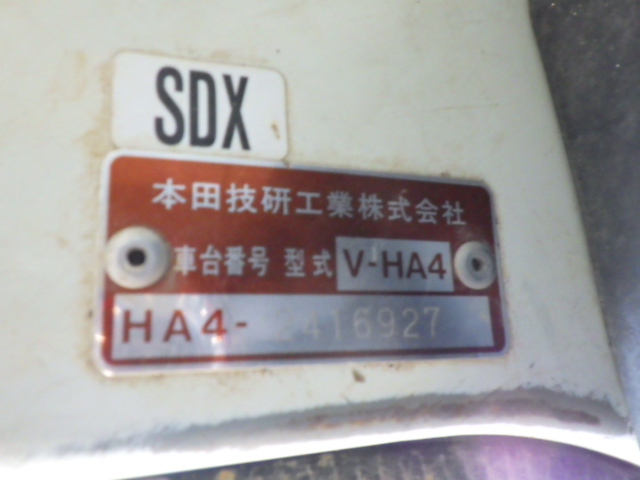 SDX
本田技研工業株式会社
車台番号 型式 V-HA4
HA4-2416927